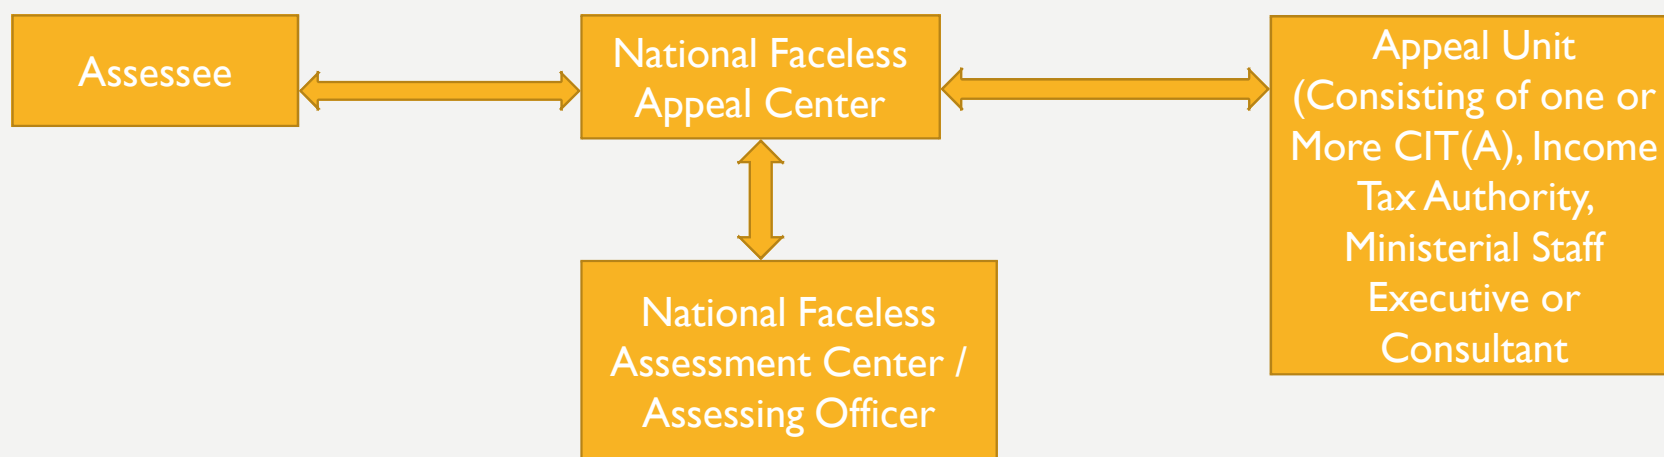 Assessee
National Faceless
Appeal Center
Appeal Unit
(Consisting of one or
More CIT(A), Income
Tax Authority,
Ministerial Staff
Executive or
Consultant
National Faceless
Assessment Center /
Assessing Officer